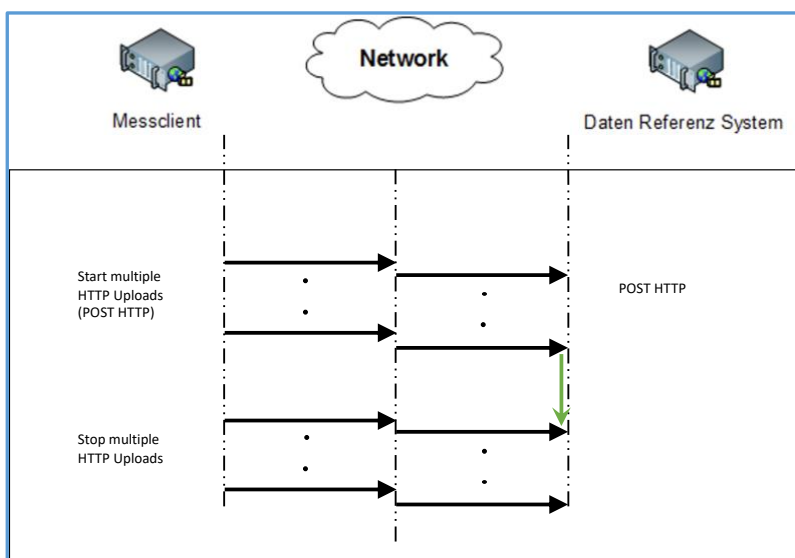 Network
Messclient
Daten Referenz System
Start multiple
HTTP Uploads
(POST HTTP)
POST HTTP
Stop multiple
HTTP Uploads